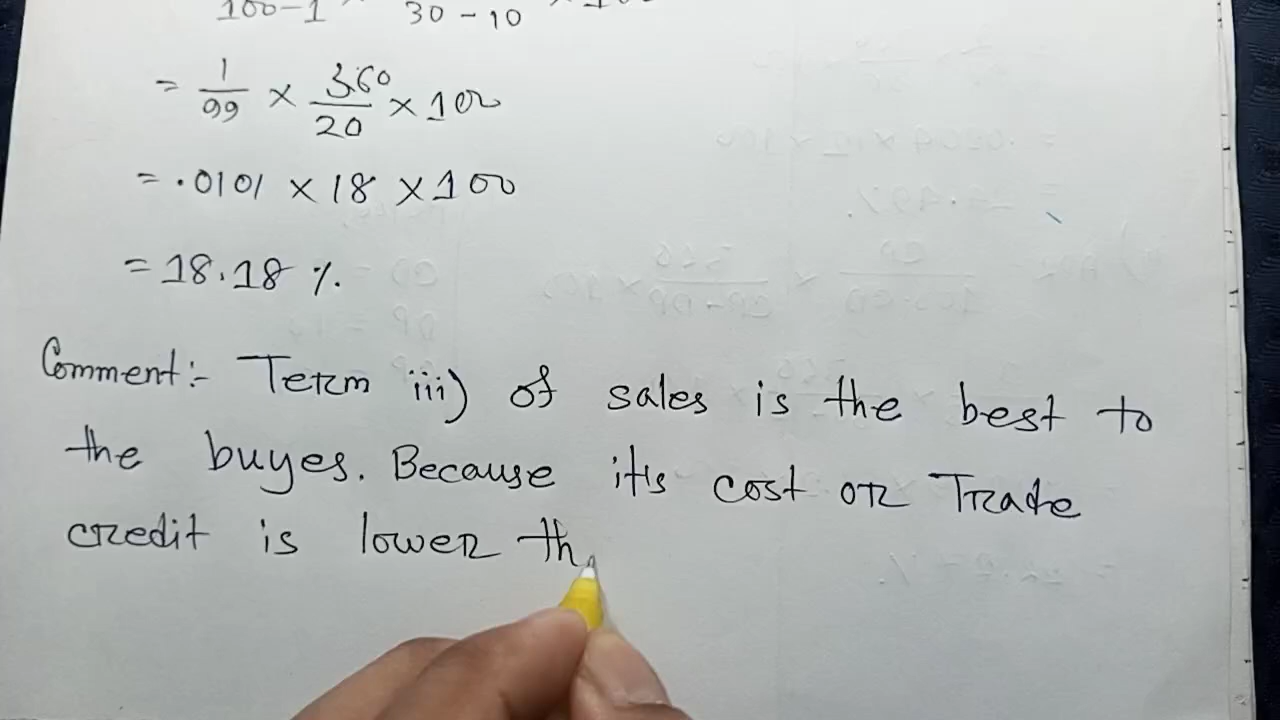 100-1 30-10
= 1/99 × 360/20 × 100
= .0101 × 18 × 100
= 18.18 %.
Comment:- Term iii) of sales is the best to
the buyes. Because it's cost or Trade
credit is lower th